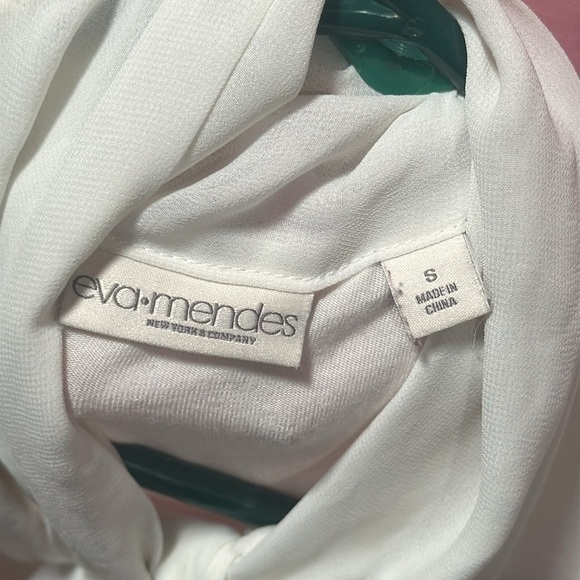 eva•mendes
NEW YORK & COMPANY
S
MADE IN
CHINA